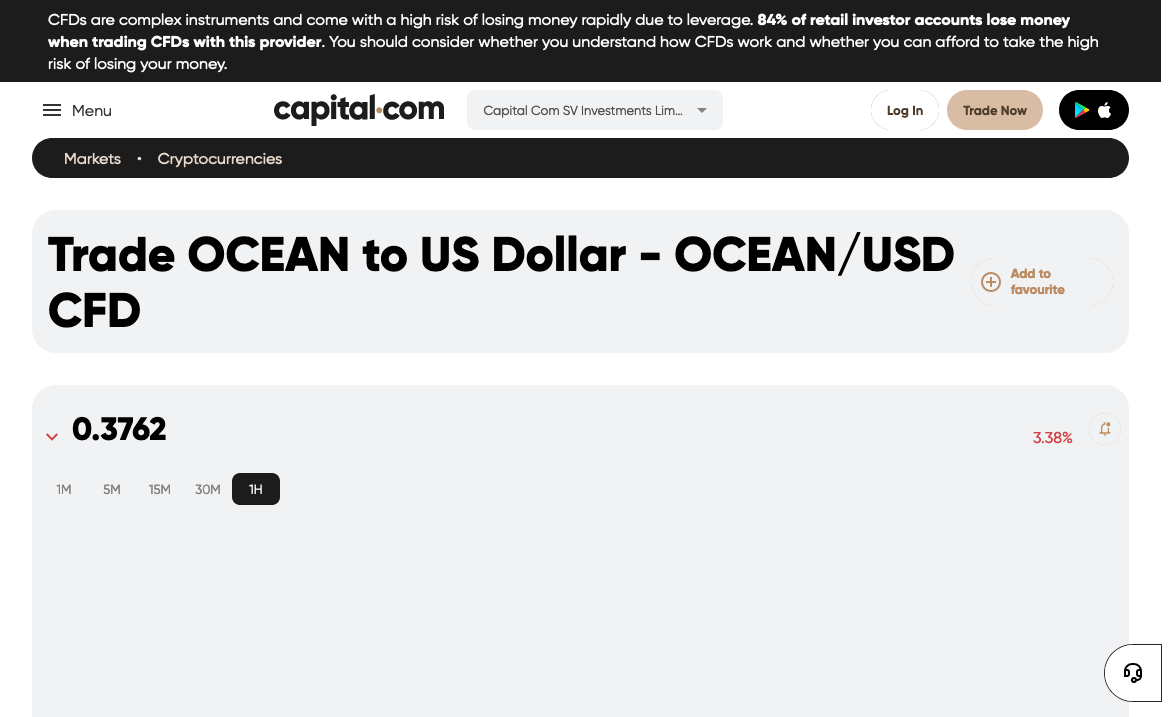 CFDs are complex instruments and come with a high risk of losing money rapidly due to leverage. 84% of retail investor accounts lose money
when trading CFDs with this provider. You should consider whether you understand how CFDs work and whether you can afford to take the high
risk of losing your money.
Menu
capital.com
Capital Com SV Investments Lim...
Log In
Trade Now
Markets • Cryptocurrencies
Trade OCEAN to US Dollar - OCEAN/USD
CFD
Add to
favourite
0.3762
3.38%
1M 5M 15M 30M 1H